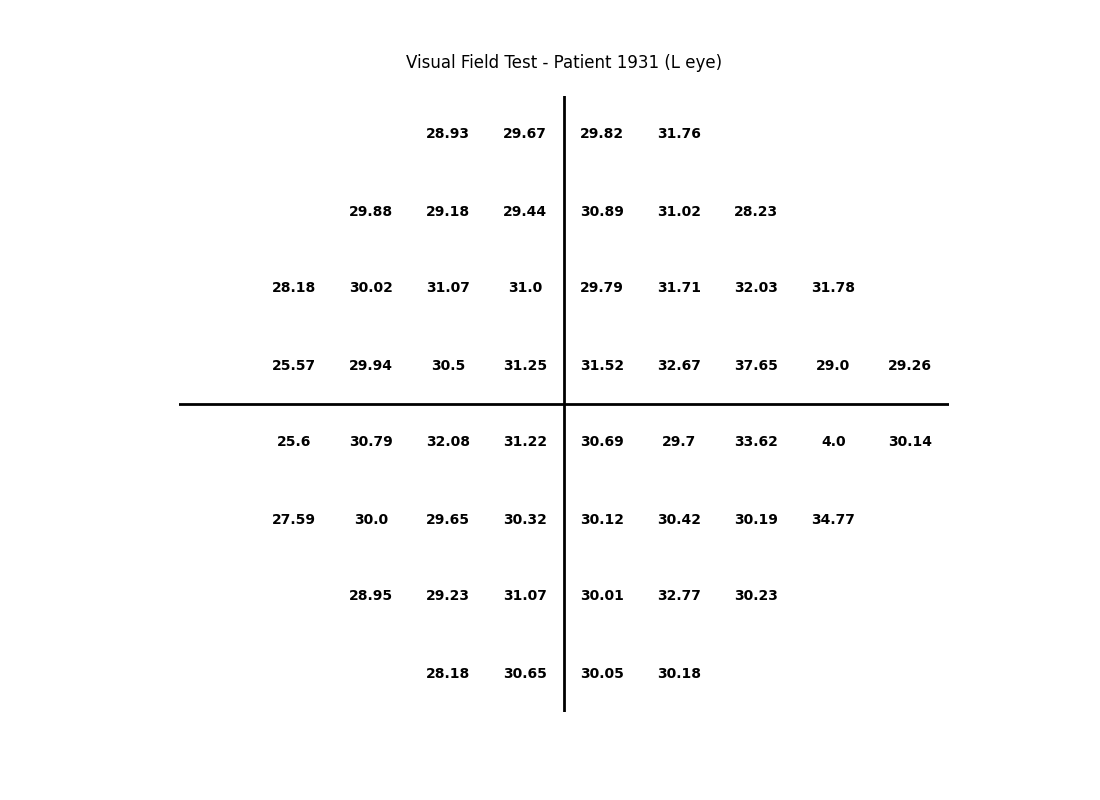 Visual Field Test - Patient 1931 (L eye)
28.93 29.67 29.82 31.76
29.88 29.18 29.44 30.89 31.02 28.23
28.18 30.02 31.07 31.0 29.79 31.71 32.03 31.78
25.57 29.94 30.5 31.25 31.52 32.67 37.65 29.0 29.26
25.6 30.79 32.08 31.22 30.69 29.7 33.62 4.0 30.14
27.59 30.0 29.65 30.32 30.12 30.42 30.19 34.77
28.95 29.23 31.07 30.01 32.77 30.23
28.18 30.65 30.05 30.18